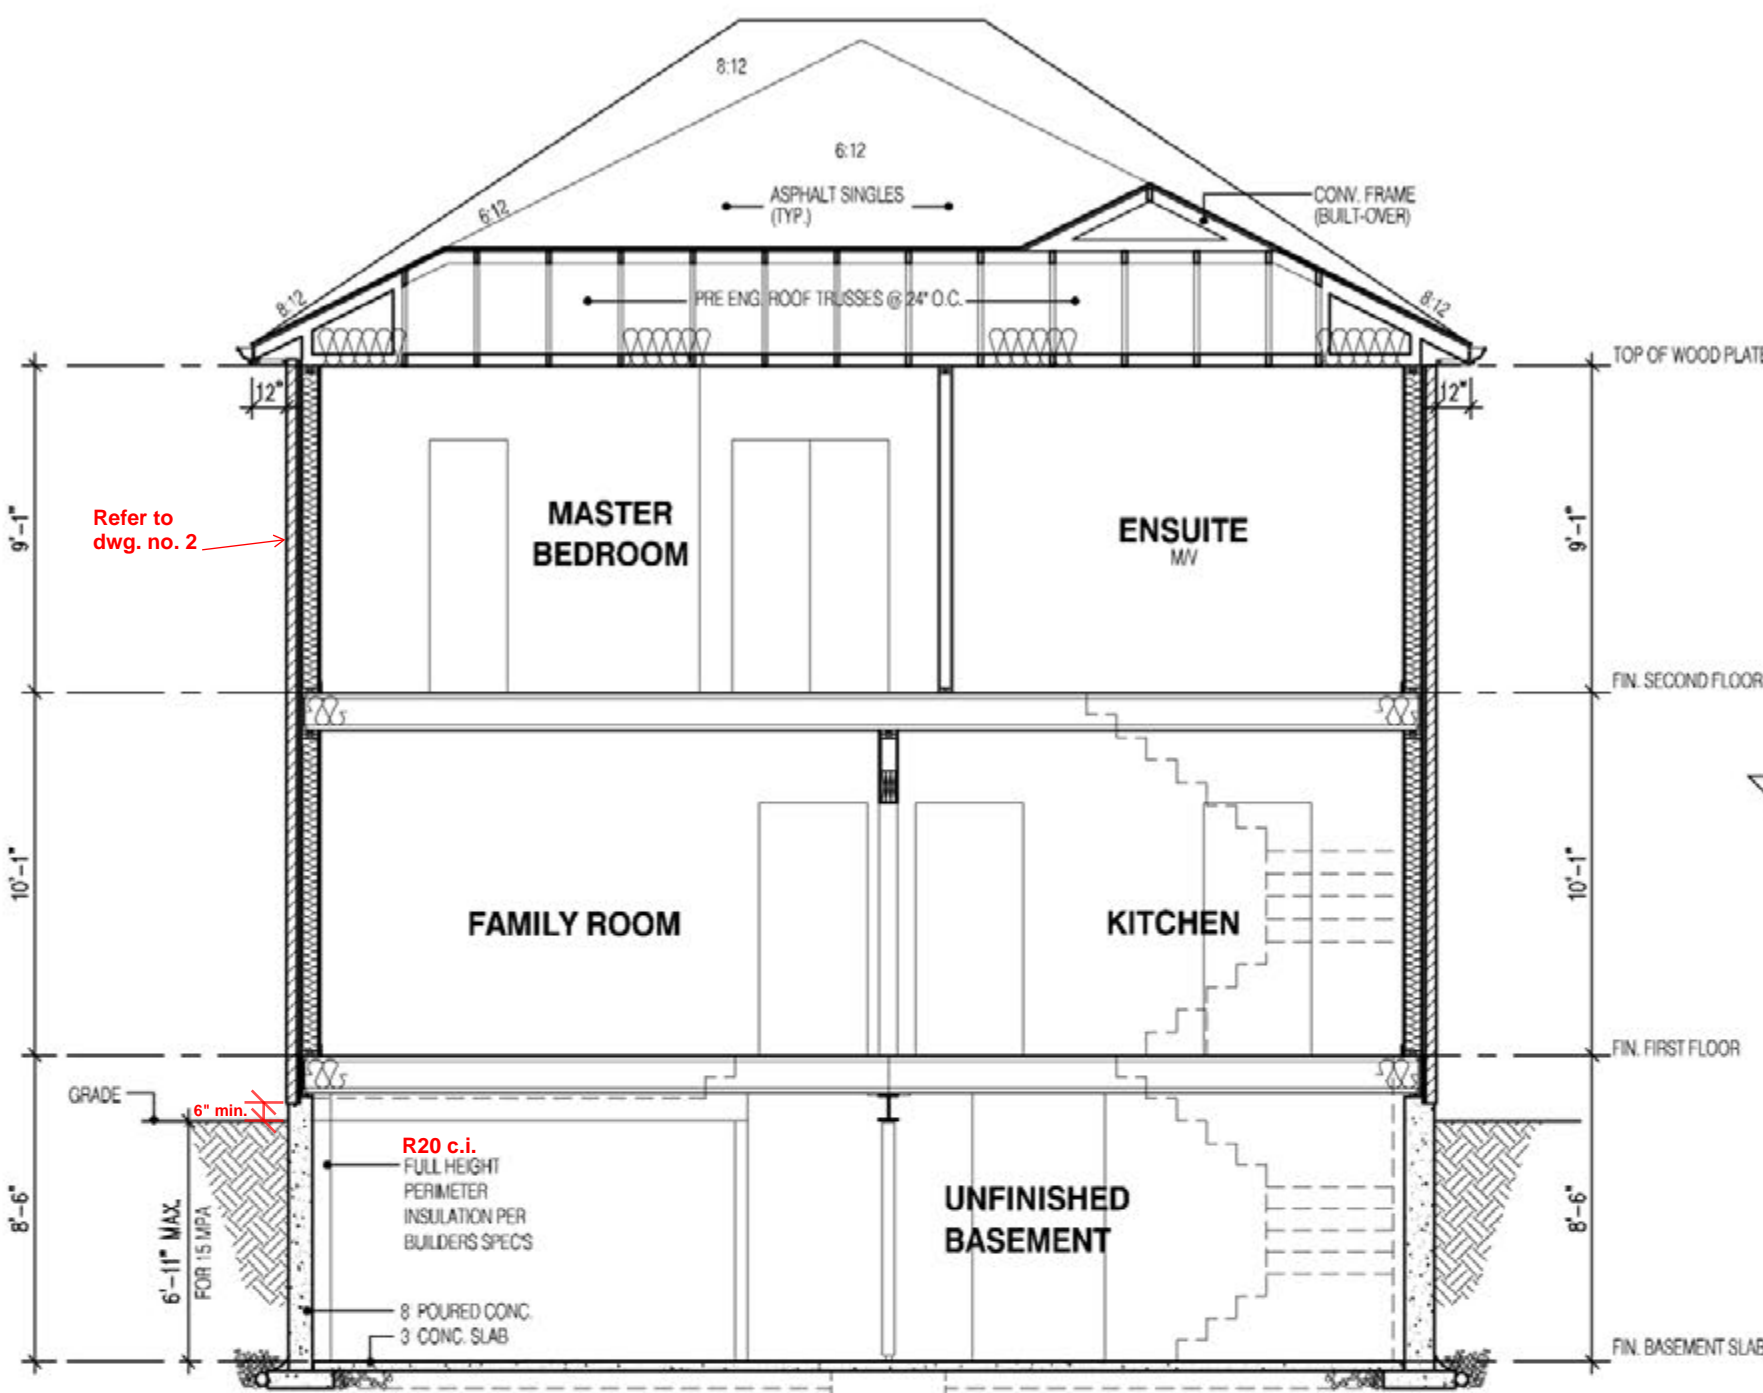 8:12
6:12
6:12
ASPHALT SINGLES
(TYP.)
CONV. FRAME
(BUILT-OVER)
8:12
8:12
PRE ENG. ROOF TRUSSES @ 24" O.C.
TOP OF WOOD PLATE
12"
12"
9'-1"
Refer to
dwg. no. 2
MASTER
BEDROOM
ENSUITE
M/V
9'-1"
FIN. SECOND FLOOR
10'-1"
FAMILY ROOM
KITCHEN
10'-1"
FIN. FIRST FLOOR
GRADE
6" min.
R20 c.i.
FULL HEIGHT
PERIMETER
INSULATION PER
BUILDERS SPEC'S
8'-6"
6'-11" MAX.
FOR 15 MPA
UNFINISHED
BASEMENT
8'-6"
8 POURED CONC.
3 CONC. SLAB
FIN. BASEMENT SLAB